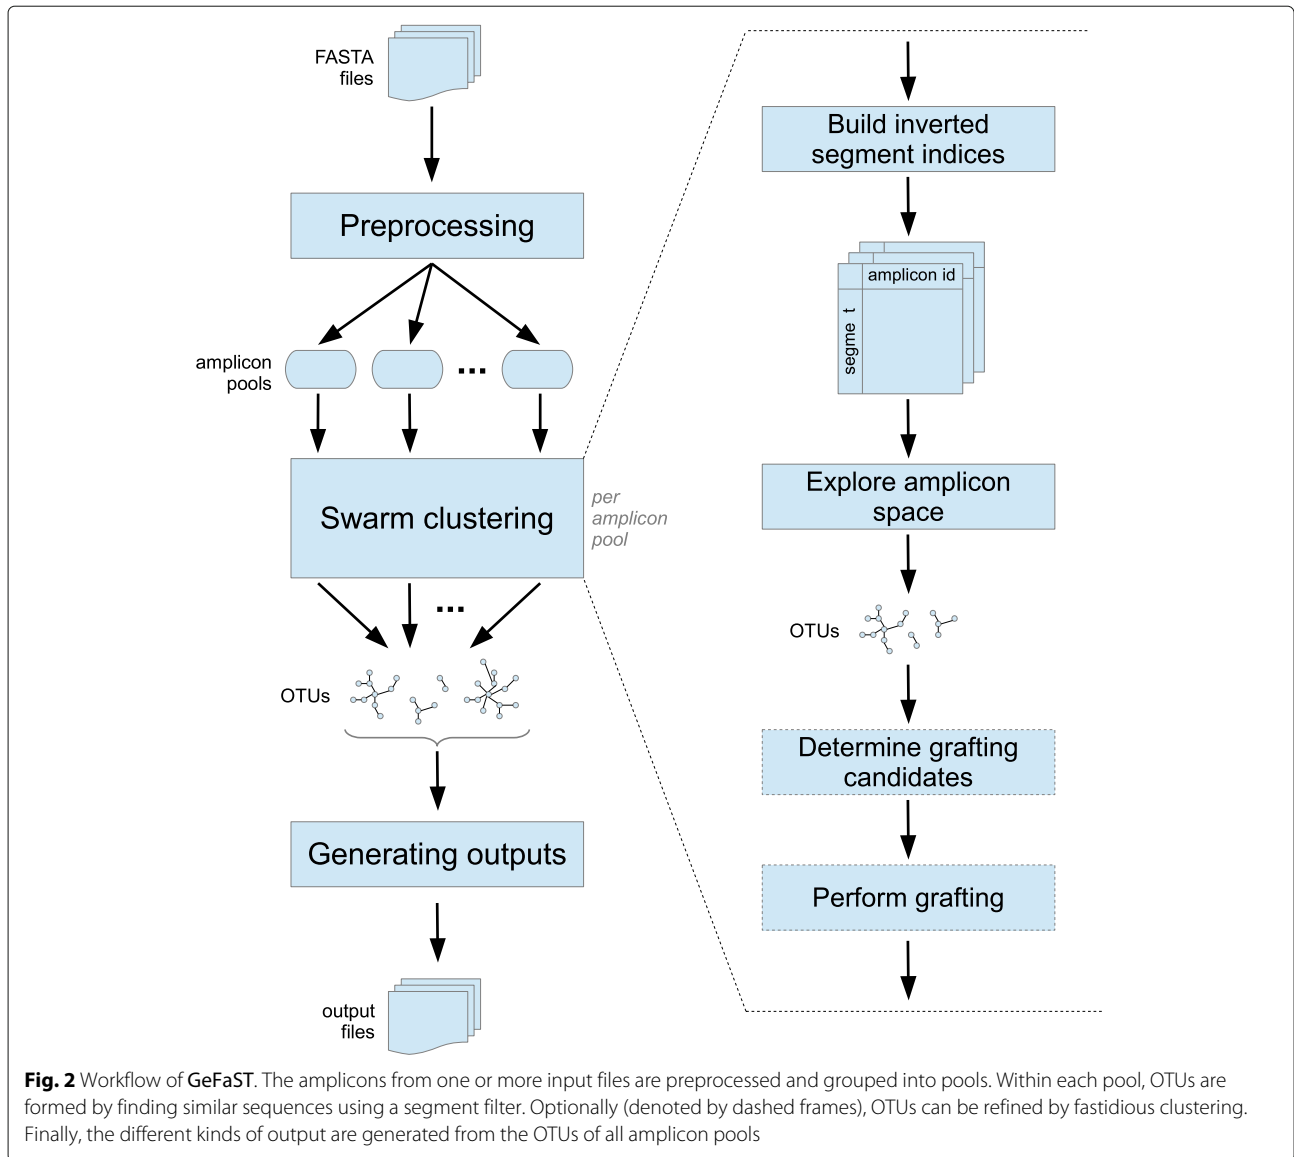 FASTA
files
Preprocessing
amplicon
pools
...
Swarm clustering
per
amplicon
pool
...
OTUs
Generating outputs
output
files
Build inverted
segment indices
amplicon id
segme t
Explore amplicon
space
OTUs
Determine grafting
candidates
Perform grafting
Fig. 2 Workflow of GeFaST. The amplicons from one or more input files are preprocessed and grouped into pools. Within each pool, OTUs are
formed by finding similar sequences using a segment filter. Optionally (denoted by dashed frames), OTUs can be refined by fastidious clustering.
Finally, the different kinds of output are generated from the OTUs of all amplicon pools